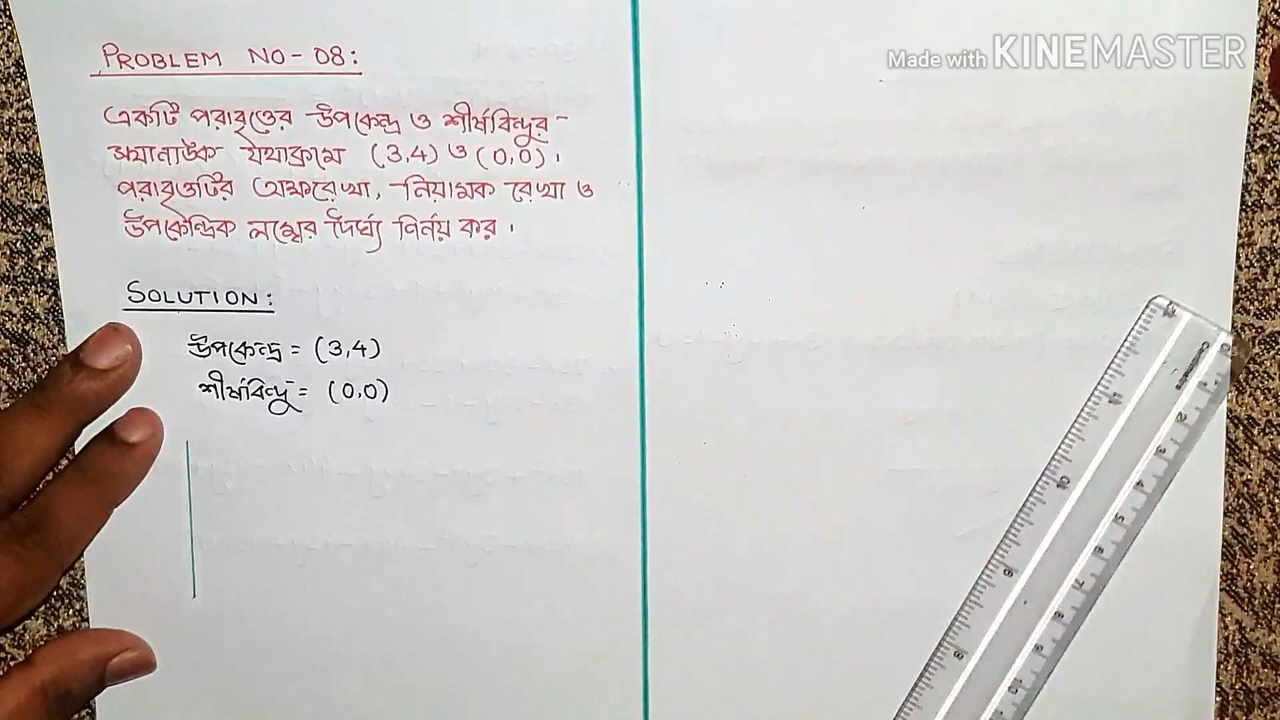 Made with KINEMASTER
PROBLEM NO-08:
একটি পরাবৃত্তের উপকেন্দ্র ও শীর্ষবিন্দুর
স্থানাঙ্ক যথাক্রমে (3,4) ও (0,0)।
পরাবৃত্তটির অক্ষরেখা, নিয়ামক রেখা ও
উপকেন্দ্রিক লম্বের দৈর্ঘ্য নির্নয় কর।
SOLUTION:
উপকেন্দ্র = (3,4)
শীর্ষবিন্দু = (0,0)